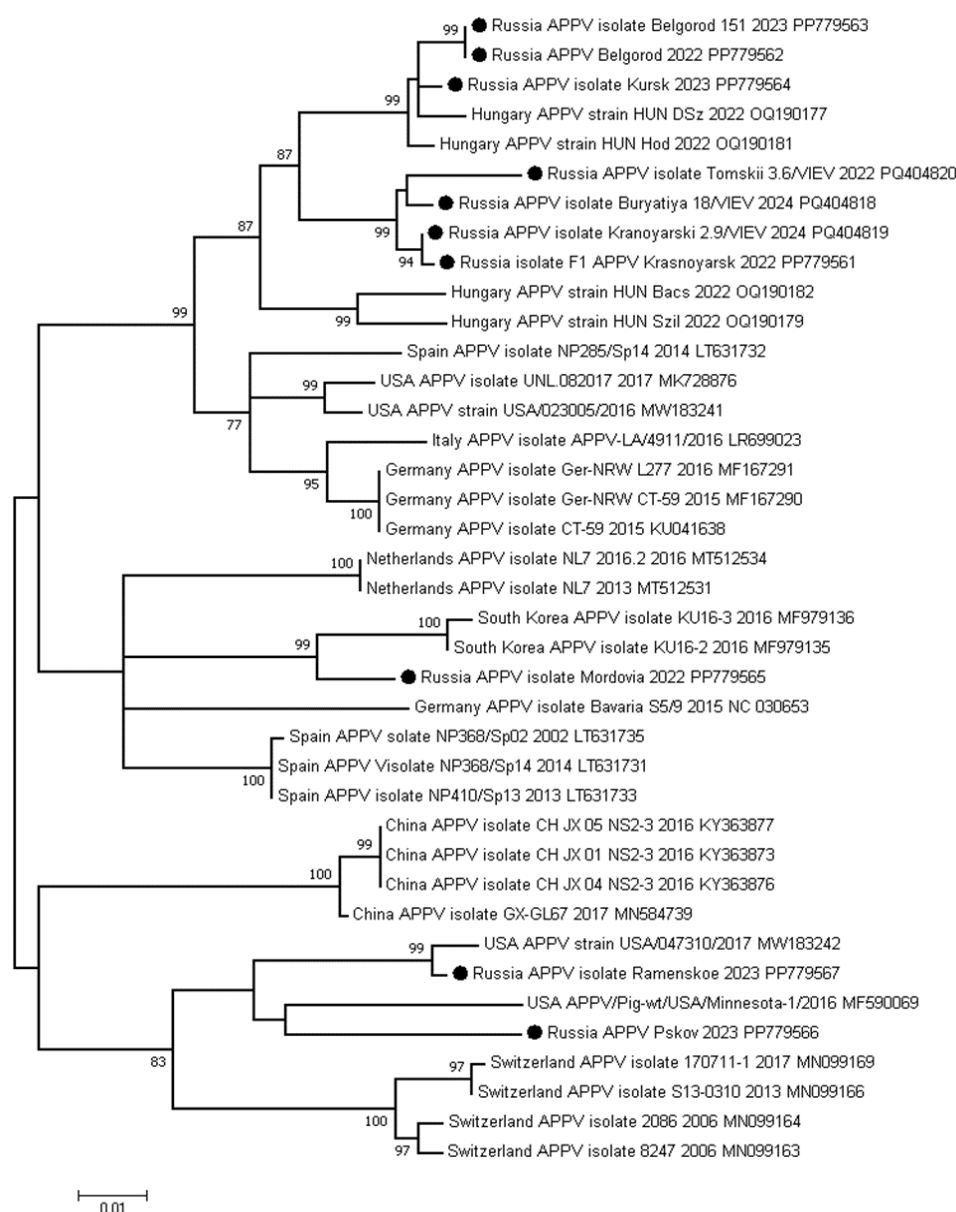 Russia APPV isolate Belgorod 151 2023 PP779563
99
Russia APPV Belgorod 2022 PP779562
Russia APPV isolate Kursk 2023 PP779564
99
Hungary APPV strain HUN DSz 2022 OQ190177
Hungary APPV strain HUN Hod 2022 OQ190181
87
Russia APPV isolate Tomskii 3.6/VIEV 2022 PQ404820
Russia APPV isolate Buryatiya 18/VIEV 2024 PQ404818
87
99
Russia APPV isolate Kranoyarski 2.9/VIEV 2024 PQ404819
94
Russia isolate F1 APPV Krasnoyarsk 2022 PP779561
Hungary APPV strain HUN Bacs 2022 OQ190182
99
99
Hungary APPV strain HUN Szil 2022 OQ190179
Spain APPV isolate NP285/Sp14 2014 LT631732
USA APPV isolate UNL.082017 2017 MK728876
99
USA APPV strain USA/023005/2016 MW183241
77
Italy APPV isolate APPV-LA/4911/2016 LR699023
Germany APPV isolate Ger-NRW L277 2016 MF167291
95
Germany APPV isolate Ger-NRW CT-59 2015 MF167290
100
Germany APPV isolate CT-59 2015 KU041638
100
Netherlands APPV isolate NL7 2016.2 2016 MT512534
Netherlands APPV isolate NL7 2013 MT512531
South Korea APPV isolate KU16-3 2016 MF979136
100
South Korea APPV isolate KU16-2 2016 MF979135
99
Russia APPV isolate Mordovia 2022 PP779565
Germany APPV isolate Bavaria S5/9 2015 NC 030653
Spain APPV solate NP368/Sp02 2002 LT631735
Spain APPV Visolate NP368/Sp14 2014 LT631731
100
Spain APPV isolate NP410/Sp13 2013 LT631733
China APPV isolate CH JX 05 NS2-3 2016 KY363877
99
China APPV isolate CH JX 01 NS2-3 2016 KY363873
100
China APPV isolate CH JX 04 NS2-3 2016 KY363876
China APPV isolate GX-GL67 2017 MN584739
USA APPV strain USA/047310/2017 MW183242
99
Russia APPV isolate Ramenskoe 2023 PP779567
USA APPV/Pig-wt/USA/Minnesota-1/2016 MF590069
Russia APPV Pskov 2023 PP779566
83
Switzerland APPV isolate 170711-1 2017 MN099169
97
Switzerland APPV isolate S13-0310 2013 MN099166
100
Switzerland APPV isolate 2086 2006 MN099164
97
Switzerland APPV isolate 8247 2006 MN099163
0.01